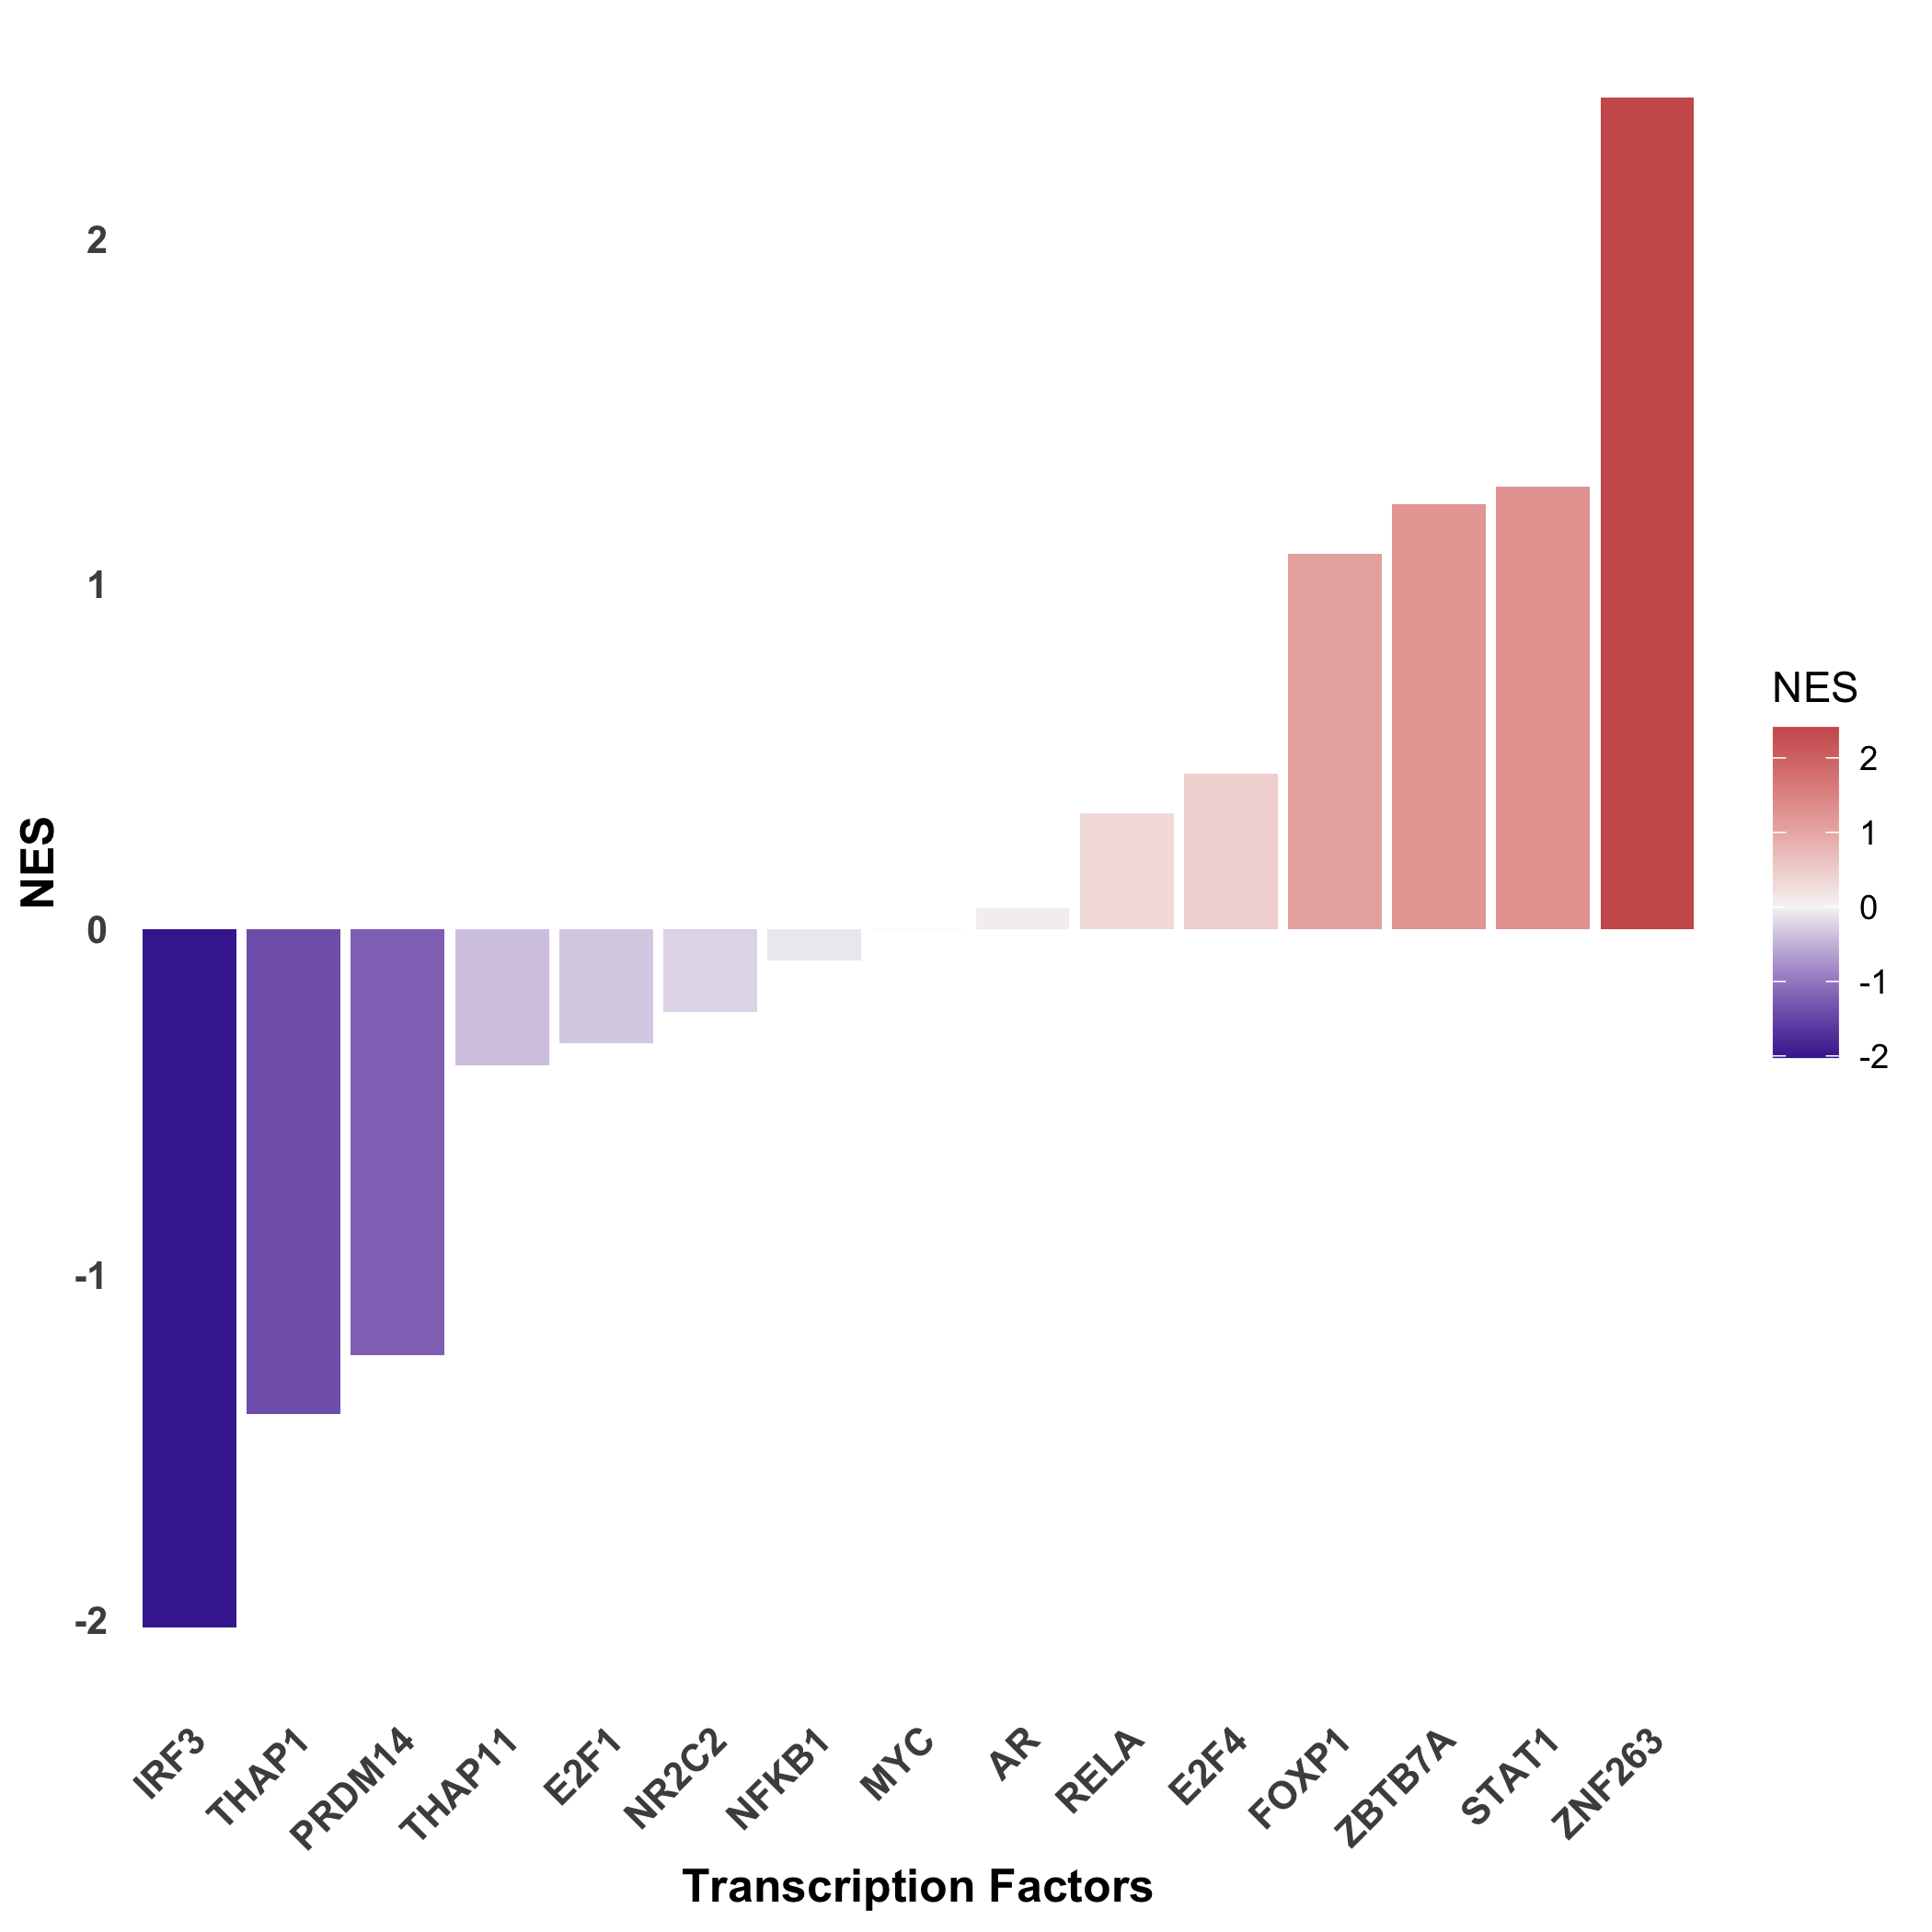 2
1
0
-1
-2
NES
IRF3
THAP1
PRDM14
THAP11
E2F1
NR2C2
NFKB1
MYC
AR
RELA
E2F4
FOXP1
ZBTB7A
STAT1
ZNF263
Transcription Factors
NES
2
1
0
-1
-2